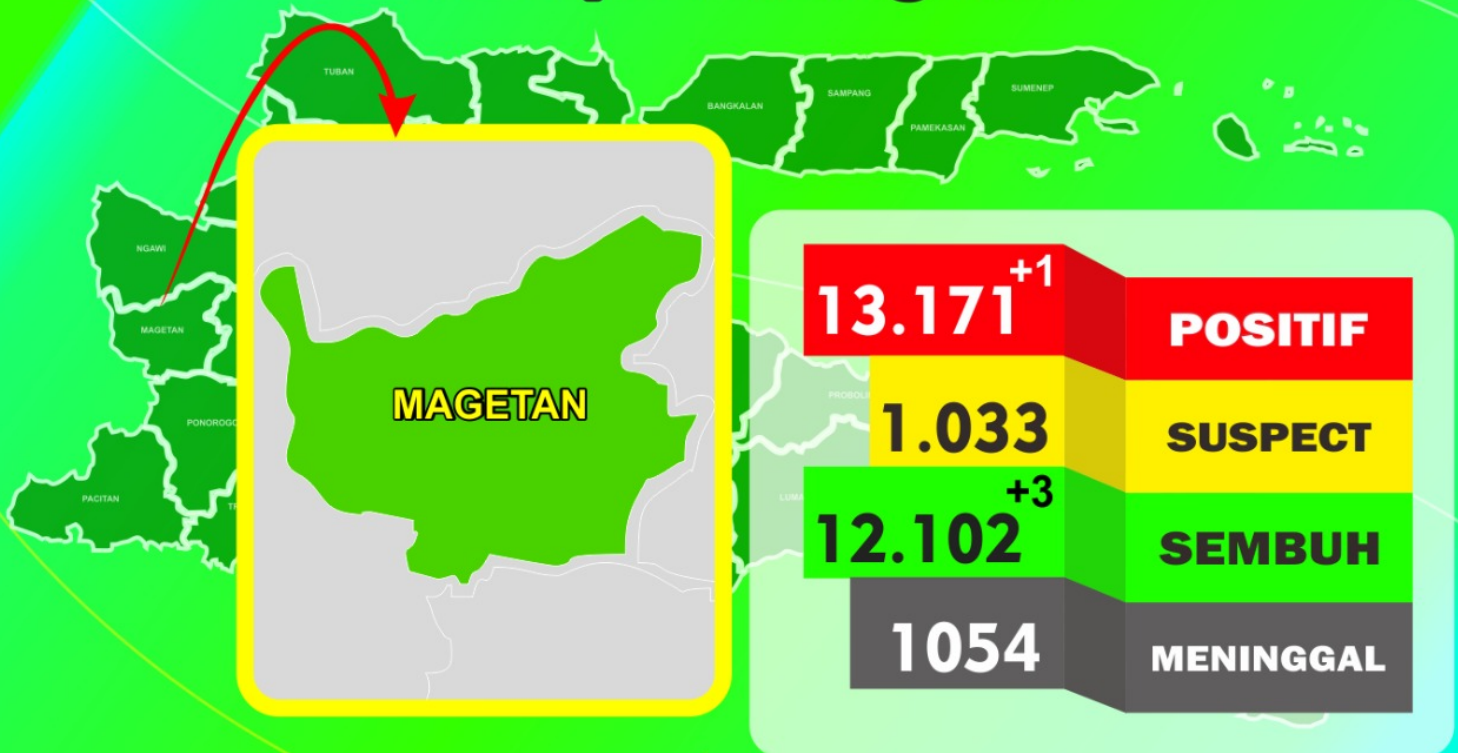 TUBAN
BANGKALAN
SAMPANG
PAMEKASAN
SUMENEP
NGAWI
MAGETAN
PONOROGO
PACITAN
MAGETAN
13.171 +1
POSITIF
1.033
SUSPECT
12.102 +3
SEMBUH
1054
MENINGGAL